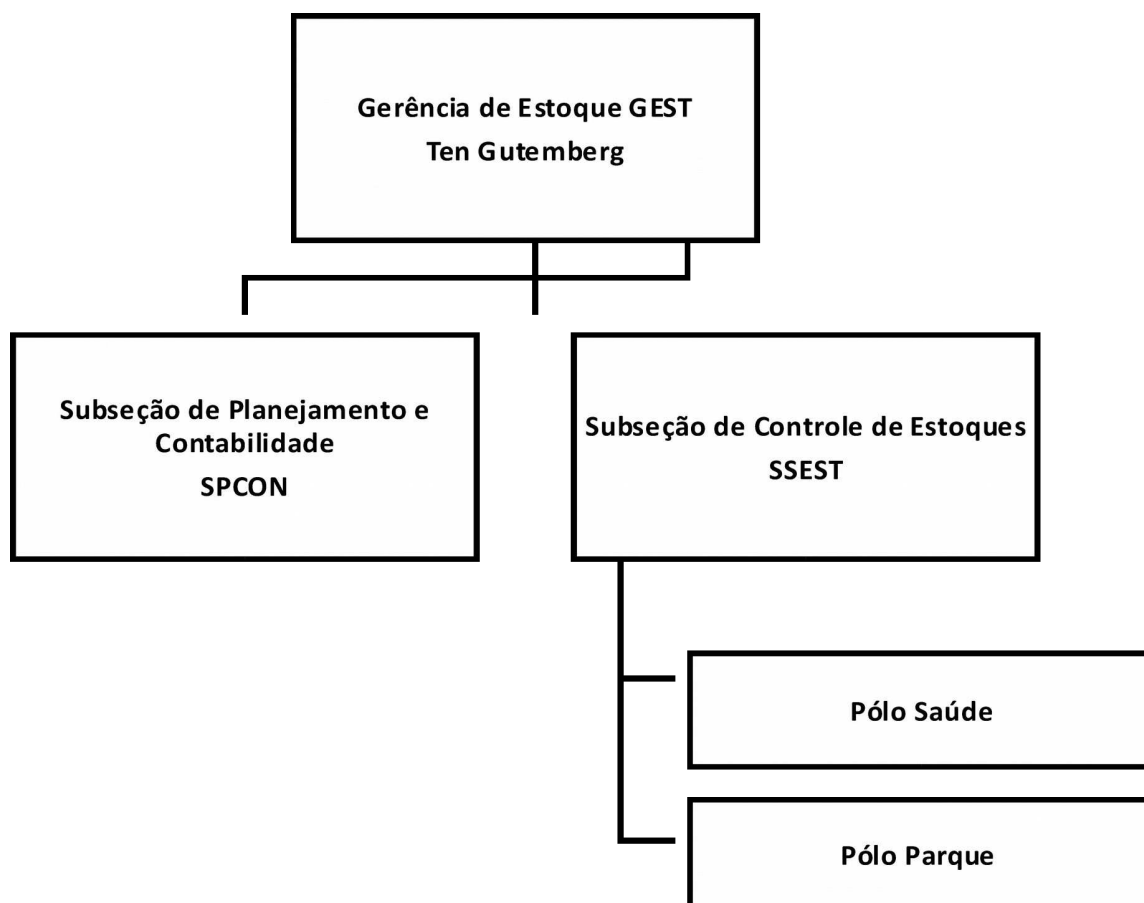 Gerência de Estoque GEST
Ten Gutemberg
Subseção de Planejamento e
Contabilidade
SPCON
Subseção de Controle de Estoques
SSEST
Pólo Saúde
Pólo Parque